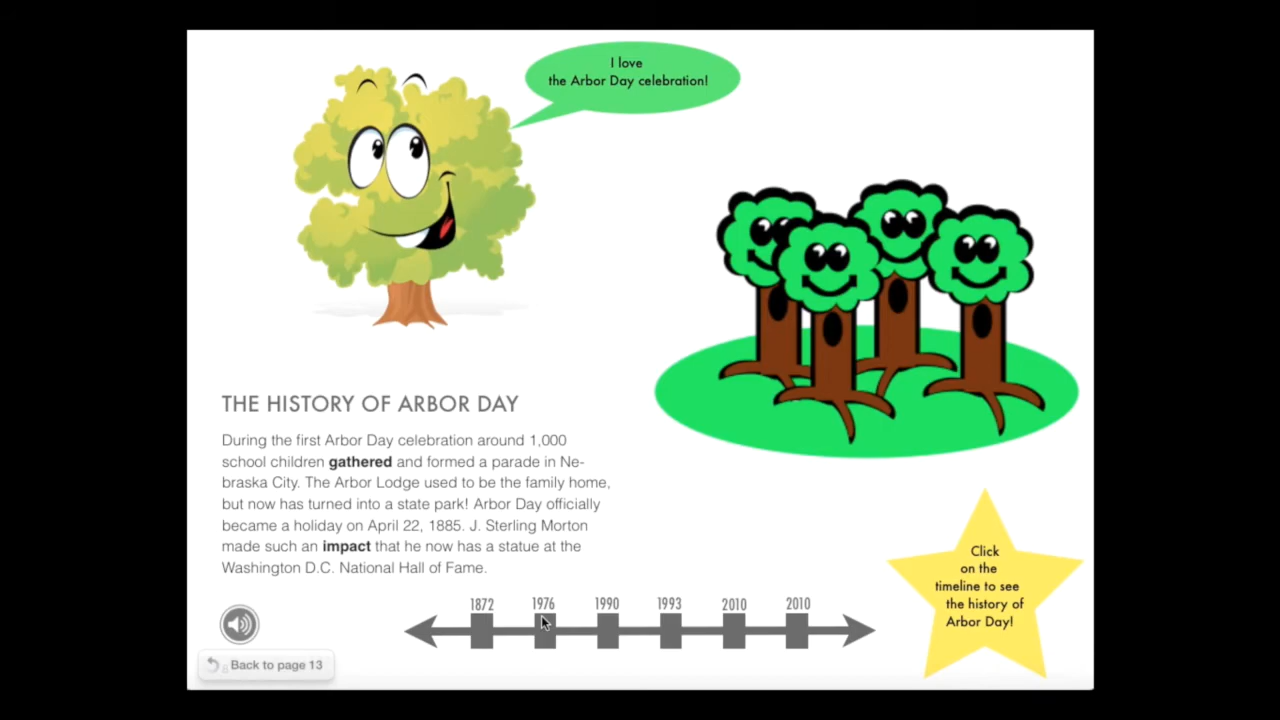 I love
the Arbor Day celebration!
THE HISTORY OF ARBOR DAY
During the first Arbor Day celebration around 1,000
school children gathered and formed a parade in Ne-
braska City. The Arbor Lodge used to be the family home,
but now has turned into a state park! Arbor Day officially
became a holiday on April 22, 1885. J. Sterling Morton
made such an impact that he now has a statue at the
Washington D.C. National Hall of Fame.
Click
on the
timeline to see
the history of
Arbor Day!
1872 1976 1990 1993 2010 2010
Back to page 13